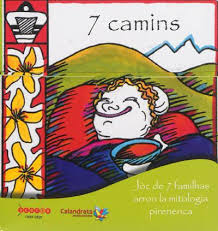 7 camins
Jòc de 7 familhas
arron la mitologia
pirenenca
Calandreta